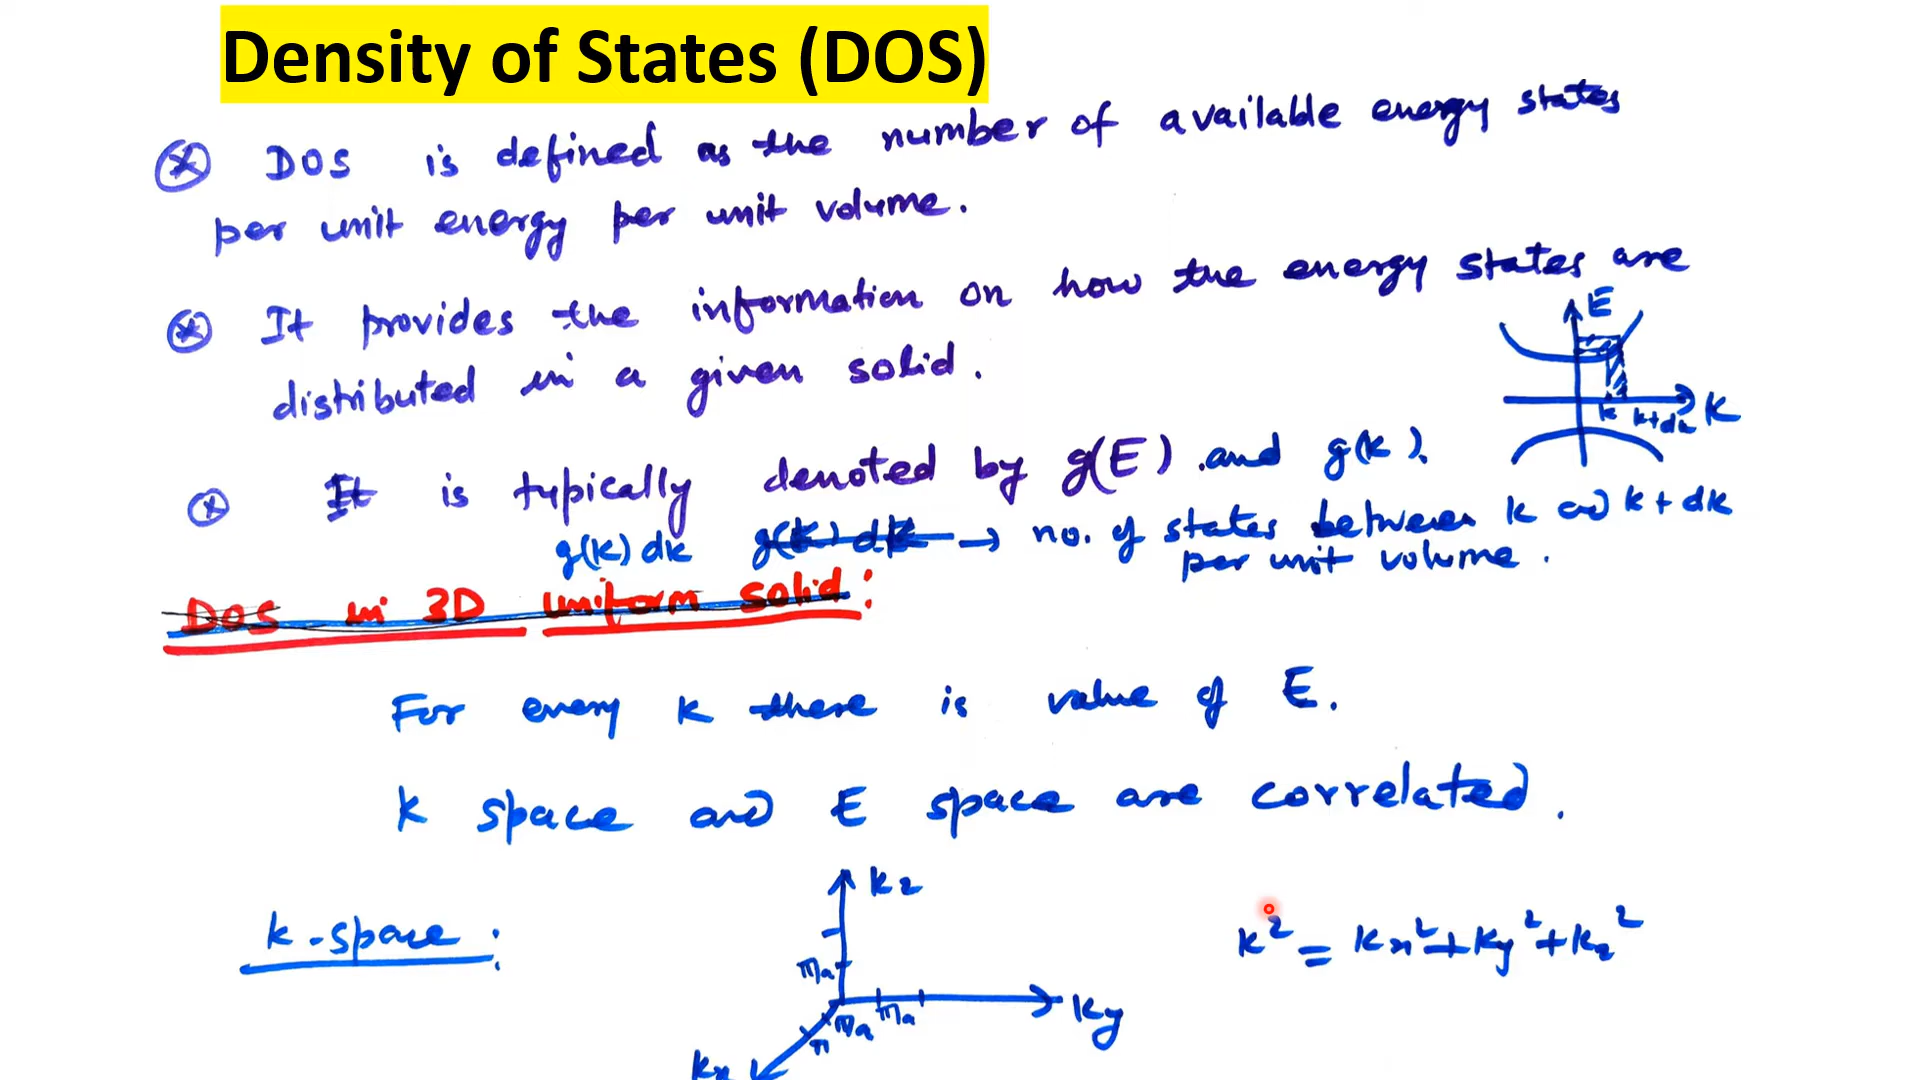 Density of States (DOS)
DOS is defined as the number of available energy states
per unit energy per unit volume.
It provides the information on how the energy states are
distributed in a given solid.
E
k k+dk K
It is typically denoted by g(E) and g(k).
g(k) dk g(k) dk → no. of states between k and k + dk
per unit volume.
DOS in 3D uniform solid:
For every k there is value of E.
k space and E space are correlated.
kz
k-space:
k² = kx² + ky² + kz²
π/a
π/a π/a ky
π
kx